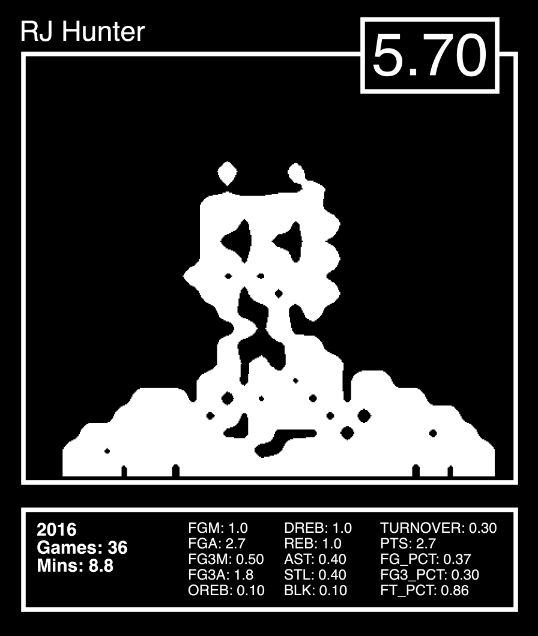 RJ Hunter
5.70
2016
Games: 36
Mins: 8.8
FGM: 1.0
FGA: 2.7
FG3M: 0.50
FG3A: 1.8
OREB: 0.10
DREB: 1.0
REB: 1.0
AST: 0.40
STL: 0.40
BLK: 0.10
TURNOVER: 0.30
PTS: 2.7
FG_PCT: 0.37
FG3_PCT: 0.30
FT_PCT: 0.86